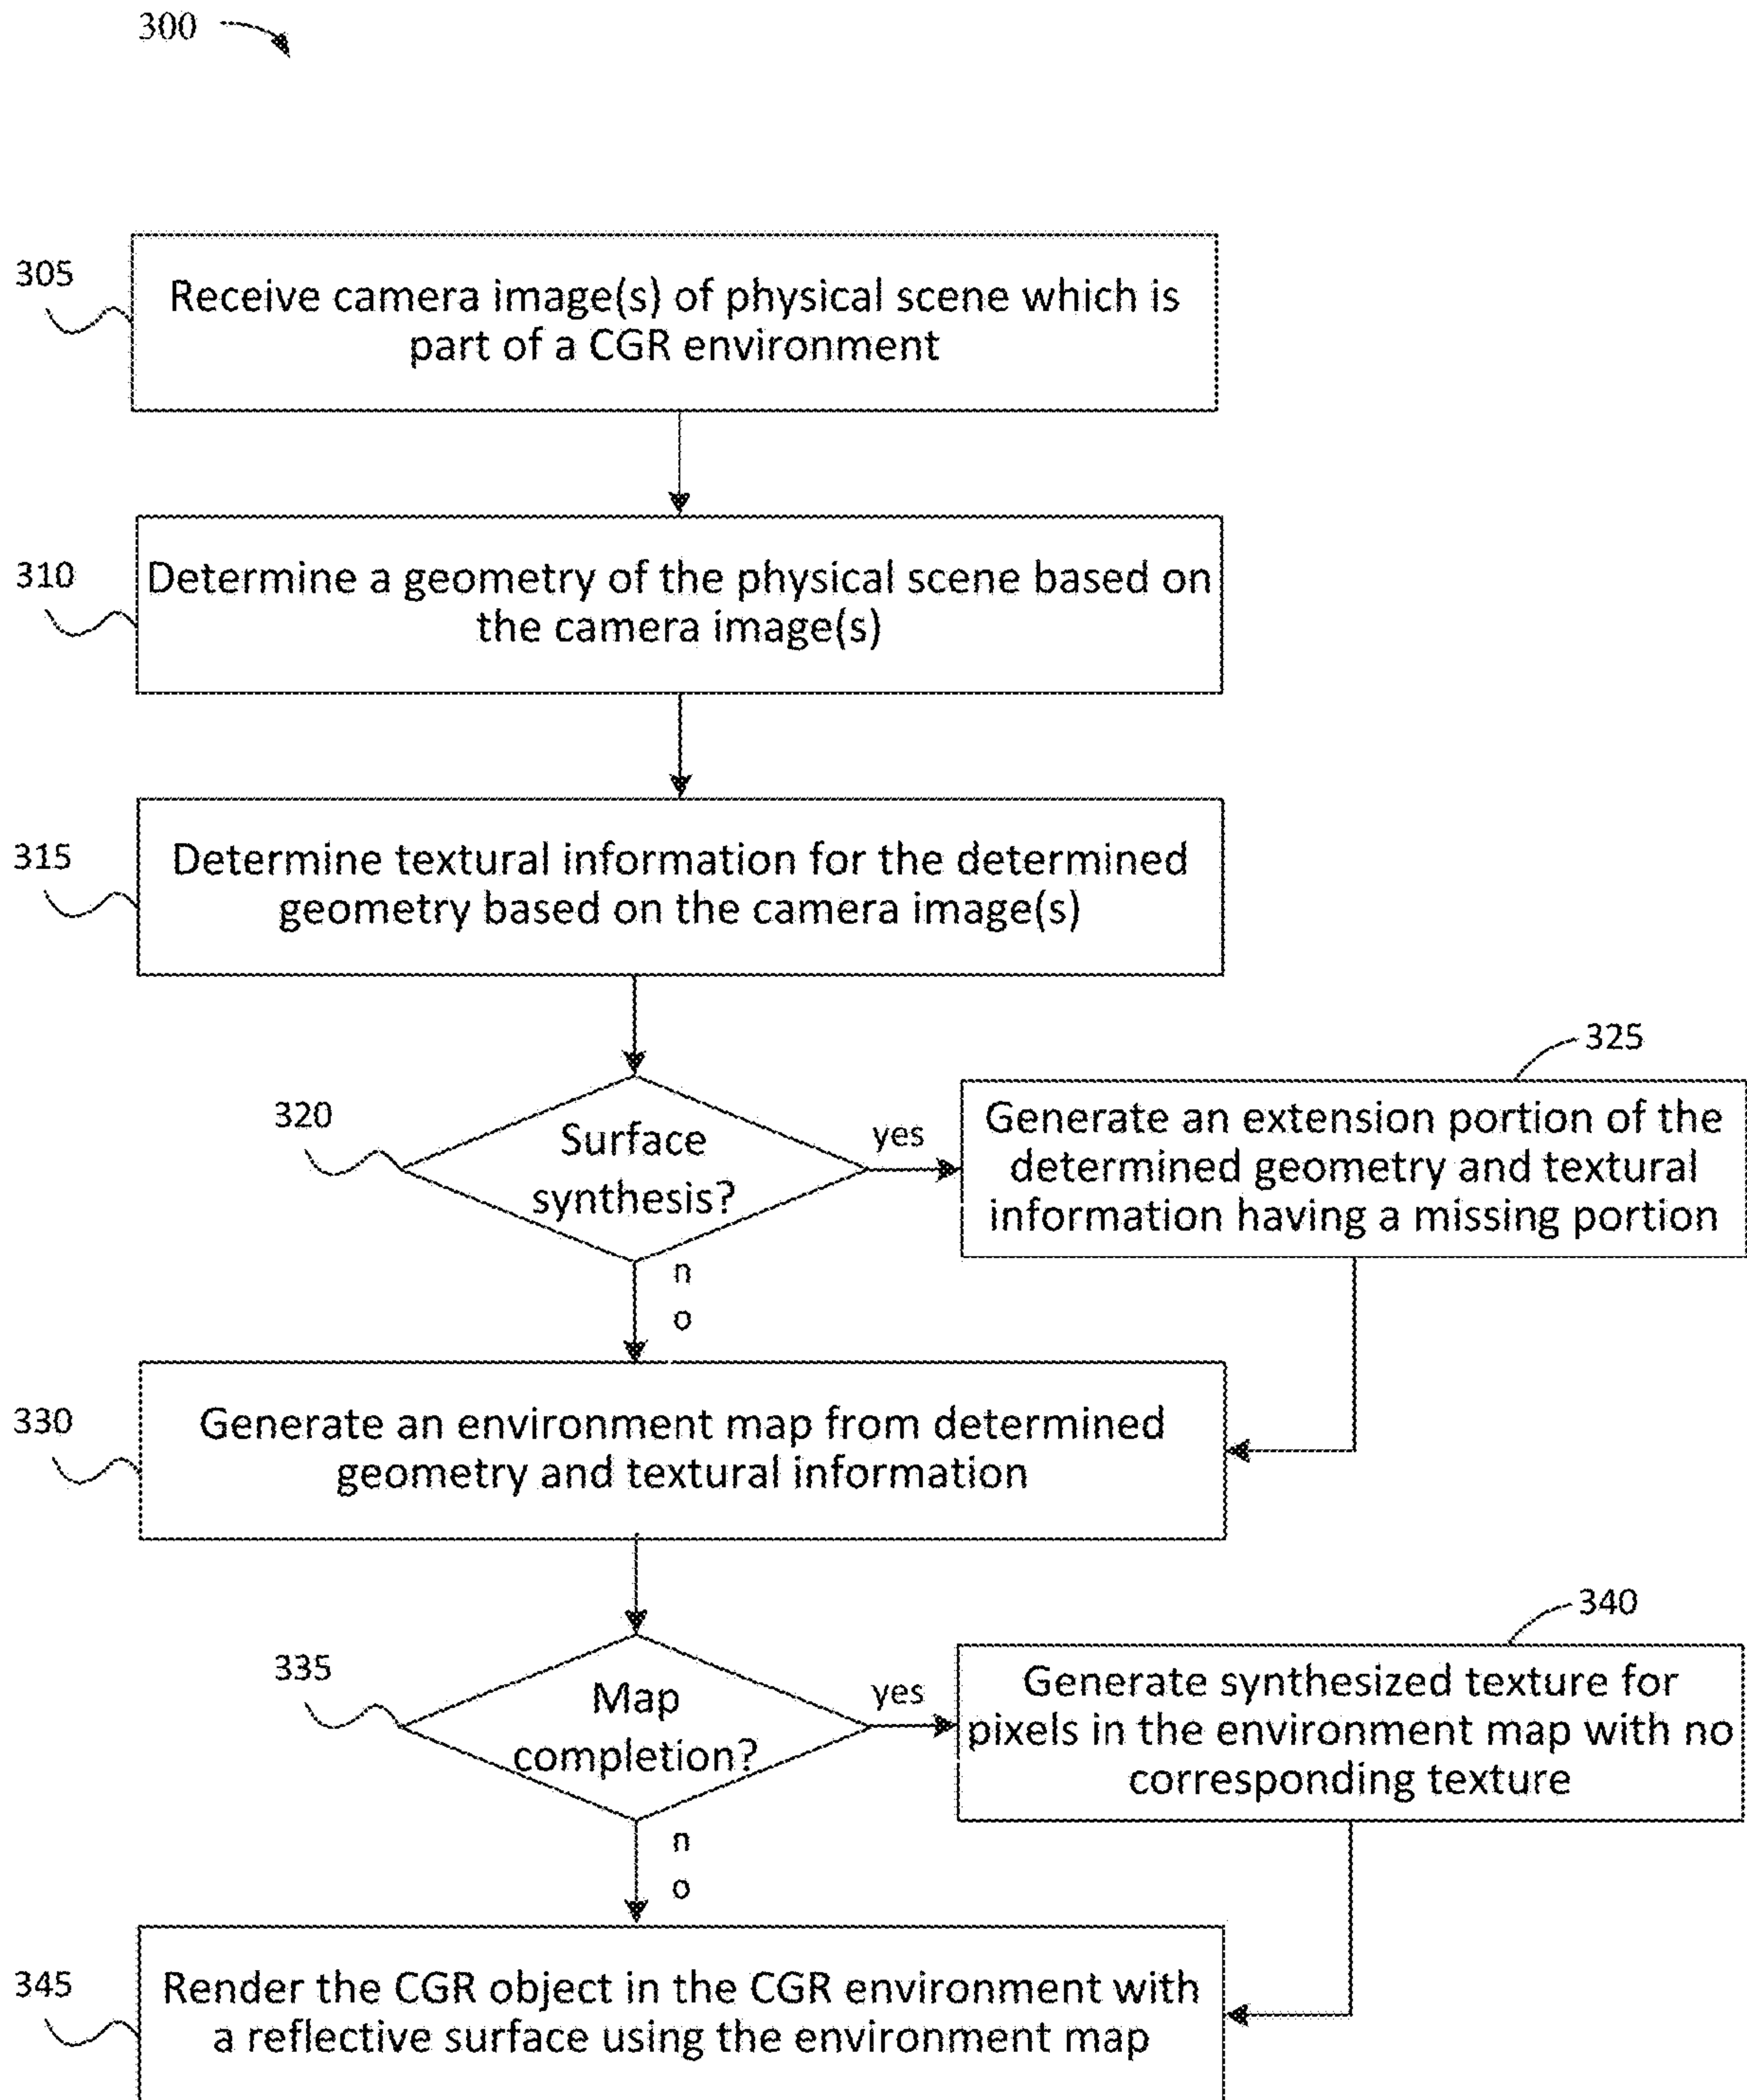 300
305
Receive camera image(s) of physical scene which is
part of a CGR environment
310
Determine a geometry of the physical scene based on
the camera image(s)
315
Determine textural information for the determined
geometry based on the camera image(s)
325
320
Surface
synthesis?
yes
Generate an extension portion of the
determined geometry and textural
information having a missing portion
n
o
330
Generate an environment map from determined
geometry and textural information
340
335
Map
completion?
yes
Generate synthesized texture for
pixels in the environment map with no
corresponding texture
n
o
345
Render the CGR object in the CGR environment with
a reflective surface using the environment map